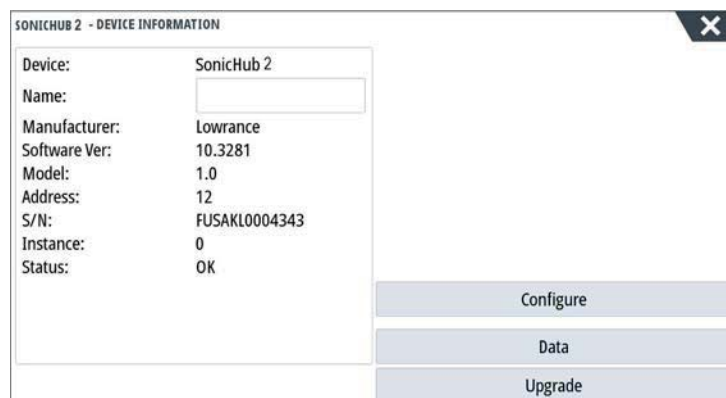 SONICHUB 2 - DEVICE INFORMATION
Device: SonicHub 2
Name:
Manufacturer: Lowrance
Software Ver: 10.3281
Model: 1.0
Address: 12
S/N: FUSAKL0004343
Instance: 0
Status: OK
Configure
Data
Upgrade